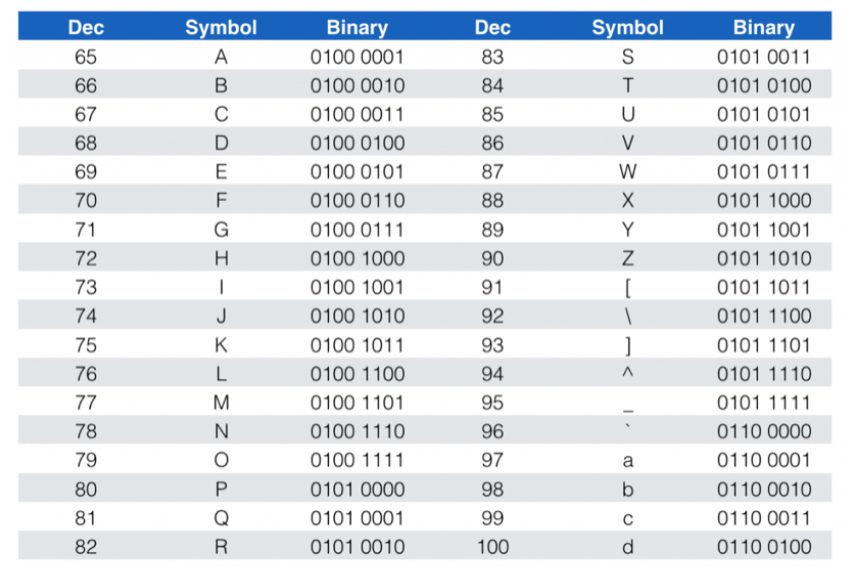 Dec Symbol Binary Dec Symbol Binary
65 A 0100 0001 83 S 0101 0011
66 B 0100 0010 84 T 0101 0100
67 C 0100 0011 85 U 0101 0101
68 D 0100 0100 86 V 0101 0110
69 E 0100 0101 87 W 0101 0111
70 F 0100 0110 88 X 0101 1000
71 G 0100 0111 89 Y 0101 1001
72 H 0100 1000 90 Z 0101 1010
73 I 0100 1001 91 [ 0101 1011
74 J 0100 1010 92 \ 0101 1100
75 K 0100 1011 93 ] 0101 1101
76 L 0100 1100 94 ^ 0101 1110
77 M 0100 1101 95 _ 0101 1111
78 N 0100 1110 96 ` 0110 0000
79 O 0100 1111 97 a 0110 0001
80 P 0101 0000 98 b 0110 0010
81 Q 0101 0001 99 c 0110 0011
82 R 0101 0010 100 d 0110 0100